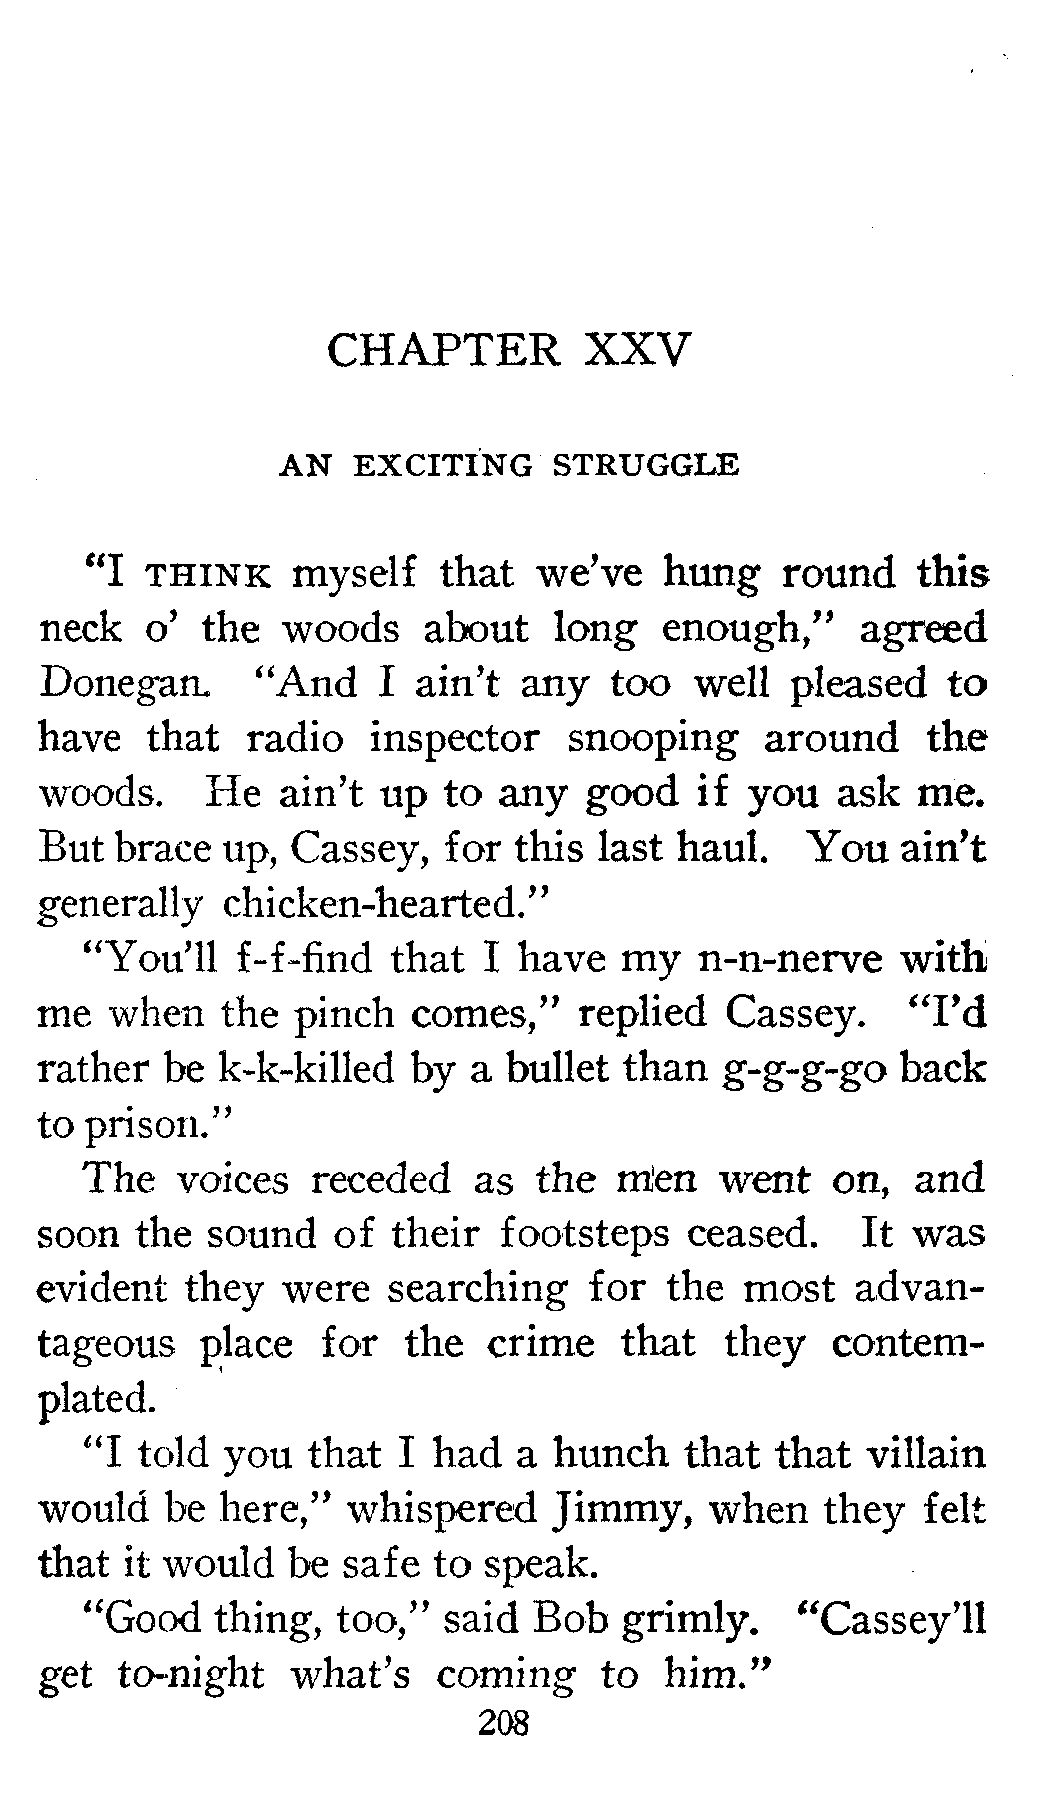 CHAPTER XXV
AN EXCITING STRUGGLE
"I THINK myself that we've hung round this
neck o' the woods about long enough," agreed
Donegan. "And I ain't any too well pleased to
have that radio inspector snooping around the
woods. He ain't up to any good if you ask me.
But brace up, Cassey, for this last haul. You ain't
generally chicken-hearted."
"You'll f-f-find that I have my n-n-nerve with
me when the pinch comes," replied Cassey. "I'd
rather be k-k-killed by a bullet than g-g-g-go back
to prison."
The voices receded as the men went on, and
soon the sound of their footsteps ceased. It was
evident they were searching for the most advan-
tageous place for the crime that they contem-
plated.
"I told you that I had a hunch that that villain
would be here," whispered Jimmy, when they felt
that it would be safe to speak.
"Good thing, too," said Bob grimly. "Cassey'll
get to-night what's coming to him."
208